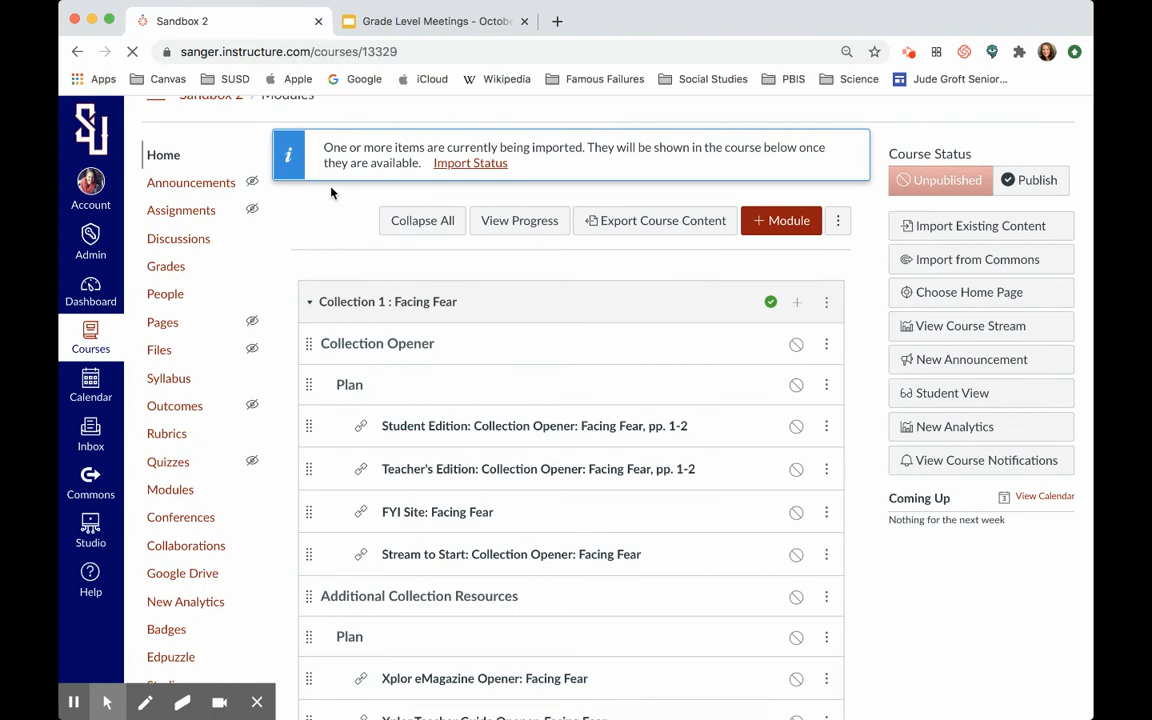 Sandbox 2
Grade Level Meetings - Octobe
sanger.instructure.com/courses/13329
Apps
Canvas
SUSD
Apple
Google
iCloud
Wikipedia
Famous Failures
Social Studies
PBIS
Science
Jude Groft Senior...
Sandbox 2 / Modules
SU
Account
Admin
Dashboard
Courses
Calendar
Inbox
Commons
Studio
Help
Home
Announcements
Assignments
Discussions
Grades
People
Pages
Files
Syllabus
Outcomes
Rubrics
Quizzes
Modules
Conferences
Collaborations
Google Drive
New Analytics
Badges
Edpuzzle
One or more items are currently being imported. They will be shown in the course below once
they are available. Import Status
Collapse All
View Progress
Export Course Content
+ Module
Collection 1 : Facing Fear
Collection Opener
Plan
Student Edition: Collection Opener: Facing Fear, pp. 1-2
Teacher's Edition: Collection Opener: Facing Fear, pp. 1-2
FYI Site: Facing Fear
Stream to Start: Collection Opener: Facing Fear
Additional Collection Resources
Plan
Xplor eMagazine Opener: Facing Fear
Xplor Teacher Guide Opener: Facing Fear
Course Status
Unpublished
Publish
Import Existing Content
Import from Commons
Choose Home Page
View Course Stream
New Announcement
Student View
New Analytics
View Course Notifications
Coming Up
3
View Calendar
Nothing for the next week